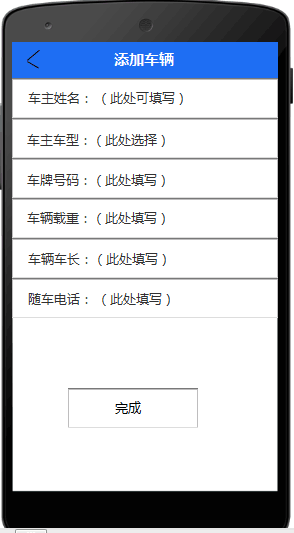 添加车辆
车主姓名：（此处可填写）
车主车型：（此处选择）
车牌号码：（此处填写）
车辆载重：（此处填写）
车辆车长：（此处填写）
随车电话：（此处填写）
完成